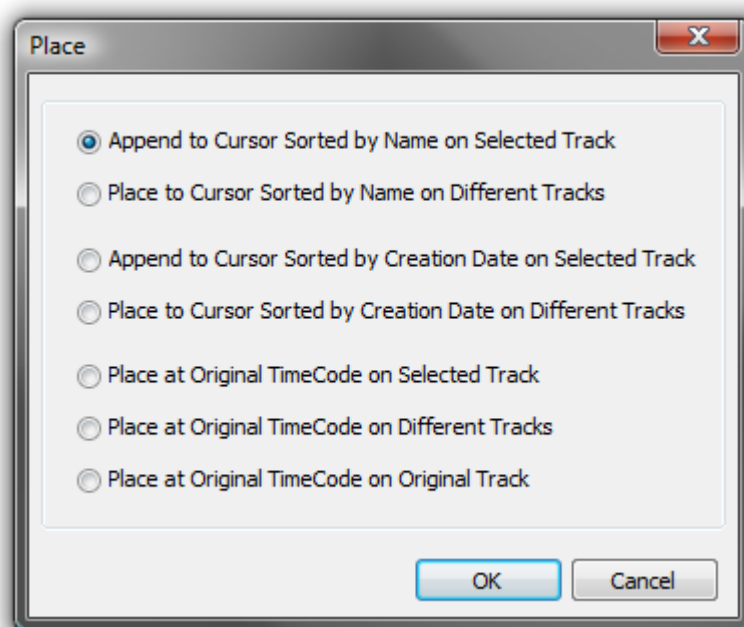 Place
Append to Cursor Sorted by Name on Selected Track
Place to Cursor Sorted by Name on Different Tracks
Append to Cursor Sorted by Creation Date on Selected Track
Place to Cursor Sorted by Creation Date on Different Tracks
Place at Original TimeCode on Selected Track
Place at Original TimeCode on Different Tracks
Place at Original TimeCode on Original Track
OK
Cancel